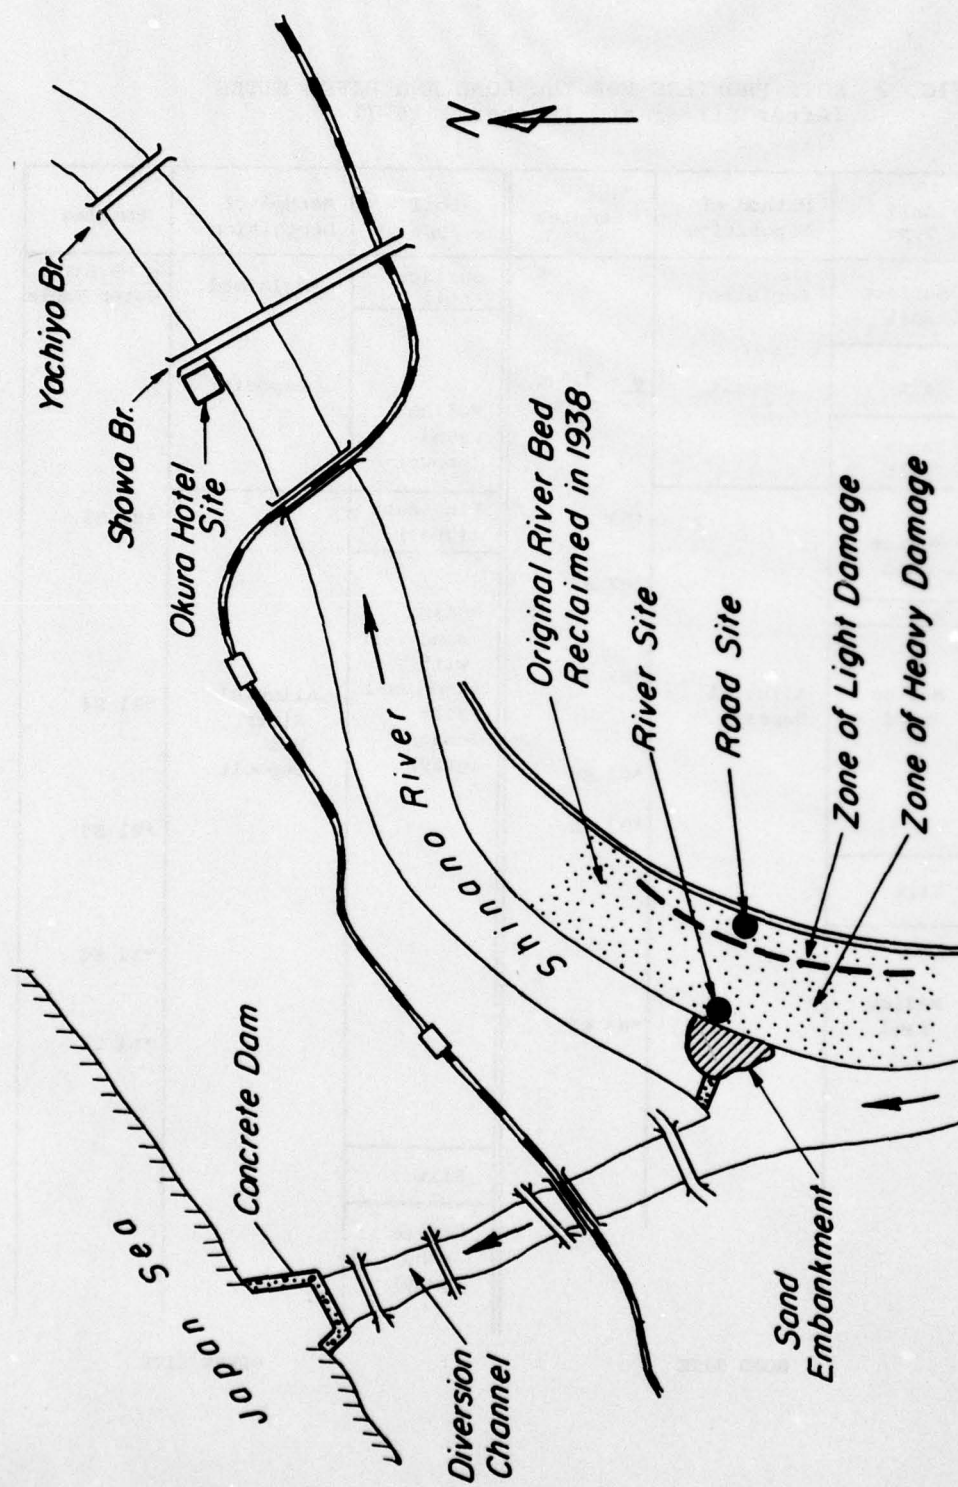 Yachiyo Br.
Showa Br.
Okura Hotel
Site
N
Shinano River
Original River Bed
Reclaimed in 1938
River Site
Road Site
Zone of Light Damage
Zone of Heavy Damage
Japan Sea
Concrete Dam
Diversion
Channel
Sand
Embankment